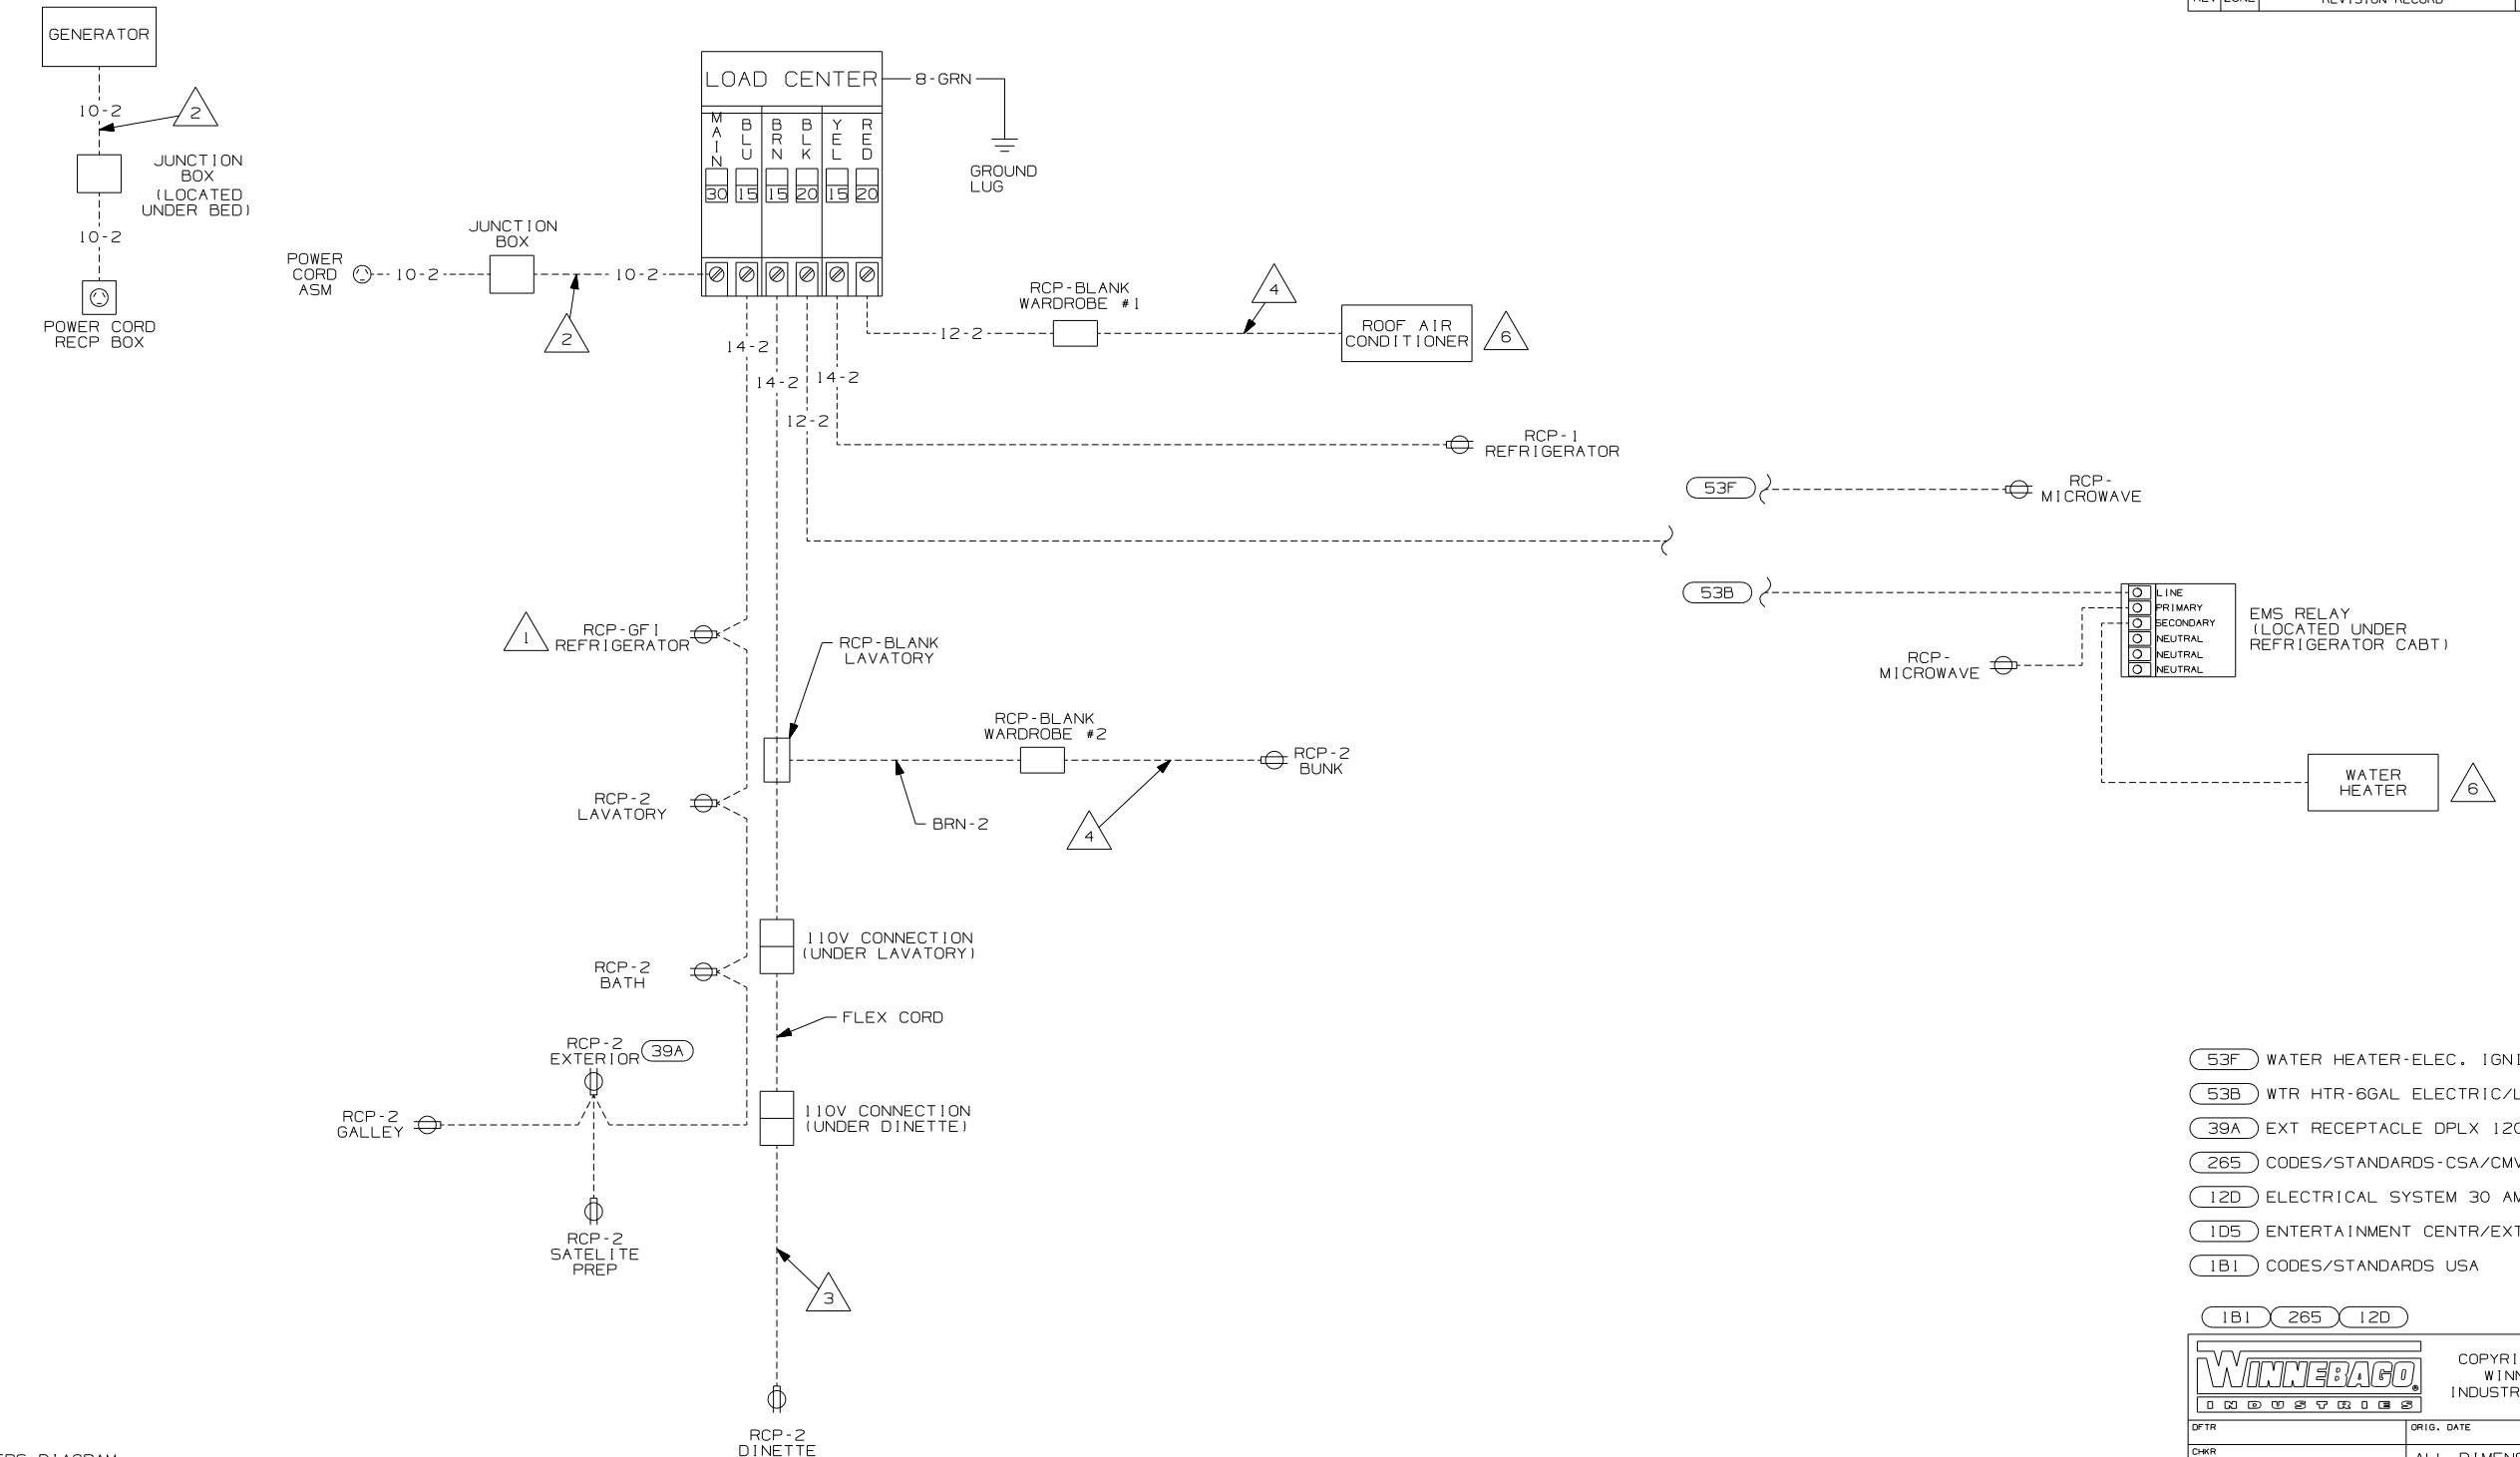 REV ZONE REVISION RECORD
GENERATOR
10-2
2
JUNCTION
BOX
(LOCATED
UNDER BED)
10-2
POWER CORD
RECP BOX
LOAD CENTER
8-GRN
GROUND
LUG
MAIN BLU BRN BLK YEL RED
30 15 15 20 15 20
POWER
CORD
ASM
10-2
JUNCTION
BOX
10-2
2
14-2
14-2
14-2
12-2
12-2
RCP-BLANK
WARDROBE #1
4
ROOF AIR
CONDITIONER
6
RCP-1
REFRIGERATOR
53F
RCP-
MICROWAVE
53B
LINE
PRIMARY
SECONDARY
NEUTRAL
NEUTRAL
NEUTRAL
EMS RELAY
(LOCATED UNDER
REFRIGERATOR CABT)
RCP-
MICROWAVE
WATER
HEATER
6
1
RCP-GFI
REFRIGERATOR
RCP-BLANK
LAVATORY
RCP-BLANK
WARDROBE #2
RCP-2
BUNK
BRN-2
4
RCP-2
LAVATORY
110V CONNECTION
(UNDER LAVATORY)
RCP-2
BATH
FLEX CORD
RCP-2
EXTERIOR
39A
RCP-2
GALLEY
110V CONNECTION
(UNDER DINETTE)
RCP-2
SATELITE
PREP
3
RCP-2
DINETTE
53F WATER HEATER-ELEC. IGNI
53B WTR HTR-6GAL ELECTRIC/L
39A EXT RECEPTACLE DPLX 120
265 CODES/STANDARDS-CSA/CMV
12D ELECTRICAL SYSTEM 30 AM
1D5 ENTERTAINMENT CENTR/EXT
1B1 CODES/STANDARDS USA
1B1 265 12D
WINNEBAGO
INDUSTRIES
COPYRI
WINN
INDUSTR
DFTR
ORIG. DATE
CHKR